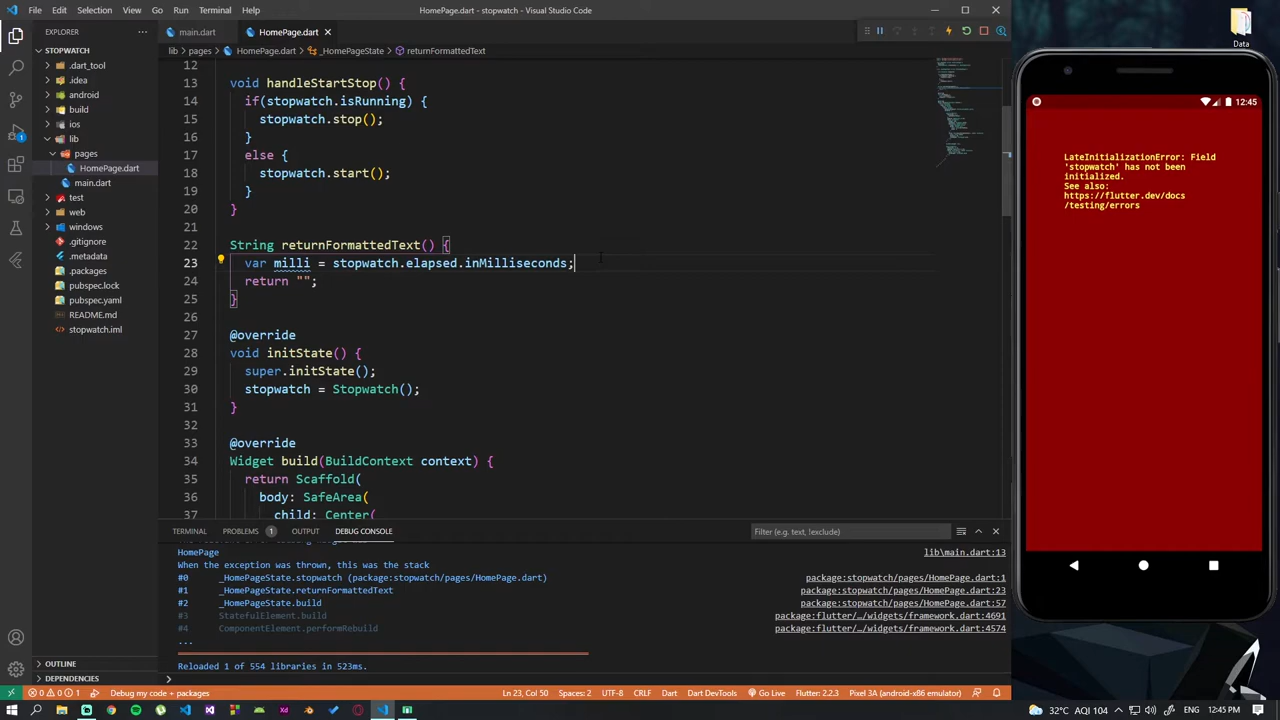 File Edit Selection View Go Run Terminal Help
HomePage.dart - stopwatch - Visual Studio Code
EXPLORER
STOPWATCH
.dart_tool
.idea
android
build
ios
lib
pages
HomePage.dart
main.dart
test
web
windows
.gitignore
.metadata
.packages
pubspec.lock
pubspec.yaml
README.md
stopwatch.iml
OUTLINE
DEPENDENCIES
main.dart HomePage.dart
lib > pages > HomePage.dart > _HomePageState > returnFormattedText
12
13 void handleStartStop() {
14 if(stopwatch.isRunning) {
15 stopwatch.stop();
16 }
17 else {
18 stopwatch.start();
19 }
20 }
21
22 String returnFormattedText() {
23 var milli = stopwatch.elapsed.inMilliseconds;
24 return "";
25 }
26
27 @override
28 void initState() {
29 super.initState();
30 stopwatch = Stopwatch();
31 }
32
33 @override
34 Widget build(BuildContext context) {
35 return Scaffold(
36 body: SafeArea(
37 child: Center(
TERMINAL PROBLEMS 1 OUTPUT DEBUG CONSOLE
Filter (e.g. text, !exclude)
HomePage lib\main.dart:13
When the exception was thrown, this was the stack
#0 _HomePageState.stopwatch (package:stopwatch/pages/HomePage.dart) package:stopwatch/pages/HomePage.dart:1
#1 _HomePageState.returnFormattedText package:stopwatch/pages/HomePage.dart:23
#2 _HomePageState.build package:stopwatch/pages/HomePage.dart:57
#3 StatefulElement.build package:flutter/…/widgets/framework.dart:4691
#4 ComponentElement.performRebuild package:flutter/…/widgets/framework.dart:4574
...
Reloaded 1 of 554 libraries in 523ms.
0 0 1 Debug my code + packages
Ln 23, Col 50 Spaces: 2 UTF-8 CRLF Dart Dart DevTools Go Live Flutter: 2.2.3 Pixel 3A (android-x86 emulator)
Data
12:45
LateInitializationError: Field
'stopwatch' has not been
initialized.
See also:
https://flutter.dev/docs
/testing/errors
32°C AQI 104 12:45 PM